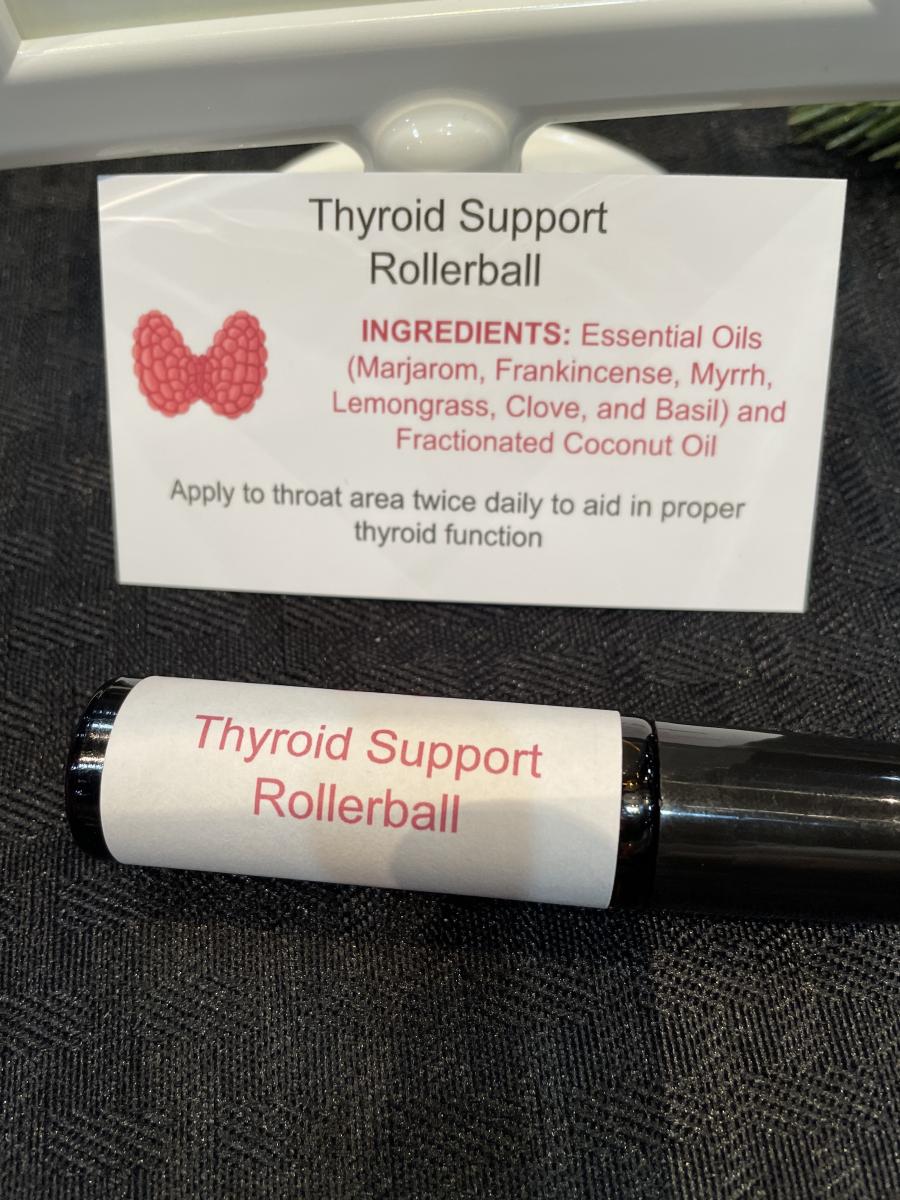 Thyroid Support
Rollerball
INGREDIENTS: Essential Oils
(Marjarom, Frankincense, Myrrh,
Lemongrass, Clove, and Basil) and
Fractionated Coconut Oil
Apply to throat area twice daily to aid in proper
thyroid function
Thyroid Support
Rollerball